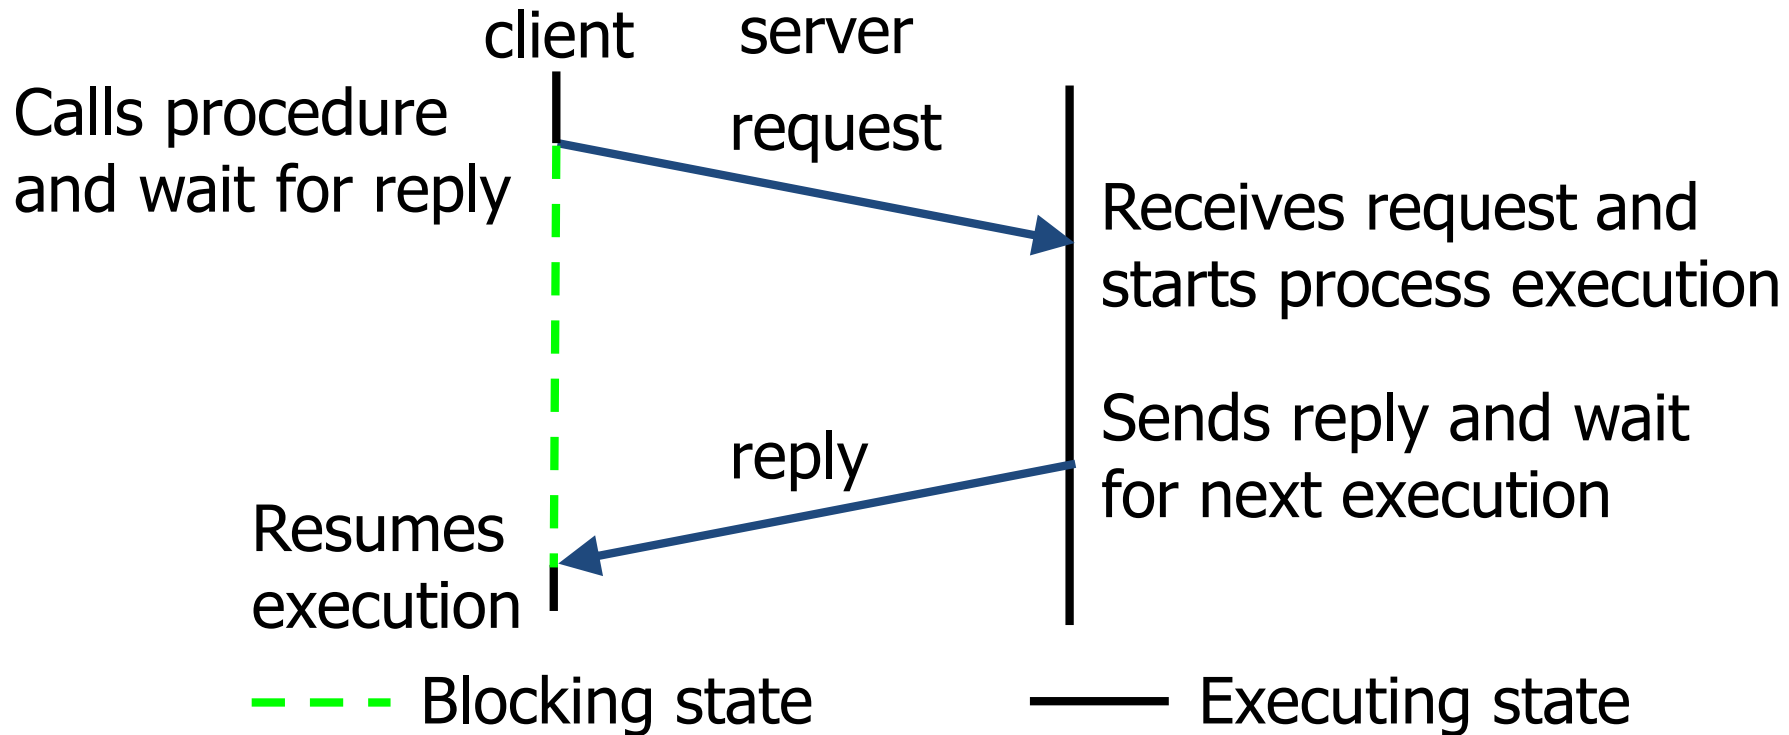 client
server
Calls procedure
and wait for reply
request
Receives request and
starts process execution
Sends reply and wait
for next execution
reply
Resumes
execution
Blocking state
Executing state